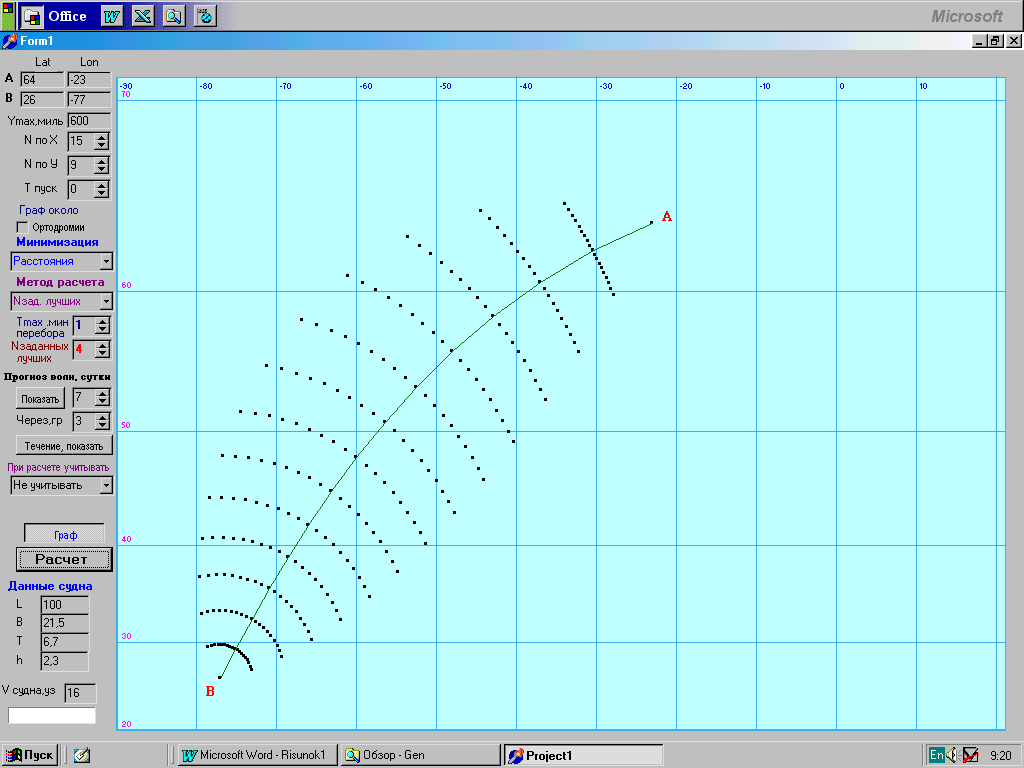 Office
Microsoft
Form1
Lat Lon
A 64 -23
B 26 -77
Ymax,миль 600
N по X 15
N по У 9
T пуск 0
Граф около
Ортодромии
Минимизация
Расстояния
Метод расчета
Nзад. лучших
Tmax .мин 1
перебора
Nзаданных 4
лучших
Прогноз волн, сутки
Показать 7
Через,гр 3
Течение, показать
При расчете учитывать
Не учитывать
Граф
Расчет
Данные судна
L 100
B 21,5
T 6,7
h 2,3
V судна,уз 16
-90 -80 -70 -60 -50 -40 -30 -20 -10 0 10
70
60
50
40
30
20
A
B
Пуск
Microsoft Word - Risunok1
Обзор - Gen
Project1
En
9:20